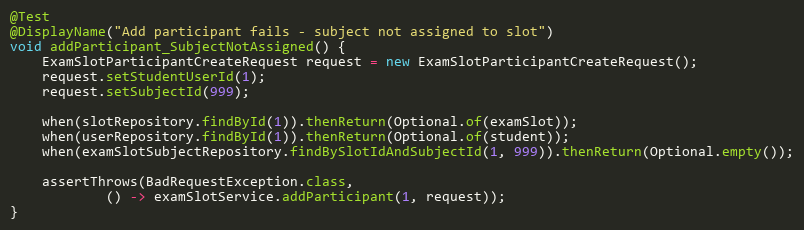 @Test
@DisplayName("Add participant fails - subject not assigned to slot")
void addParticipant_SubjectNotAssigned() {
    ExamSlotParticipantCreateRequest request = new ExamSlotParticipantCreateRequest();
    request.setStudentUserId(1);
    request.setSubjectId(999);

    when(slotRepository.findById(1)).thenReturn(Optional.of(examSlot));
    when(userRepository.findById(1)).thenReturn(Optional.of(student));
    when(examSlotSubjectRepository.findBySlotIdAndSubjectId(1, 999)).thenReturn(Optional.empty());

    assertThrows(BadRequestException.class,
            () -> examSlotService.addParticipant(1, request));
}